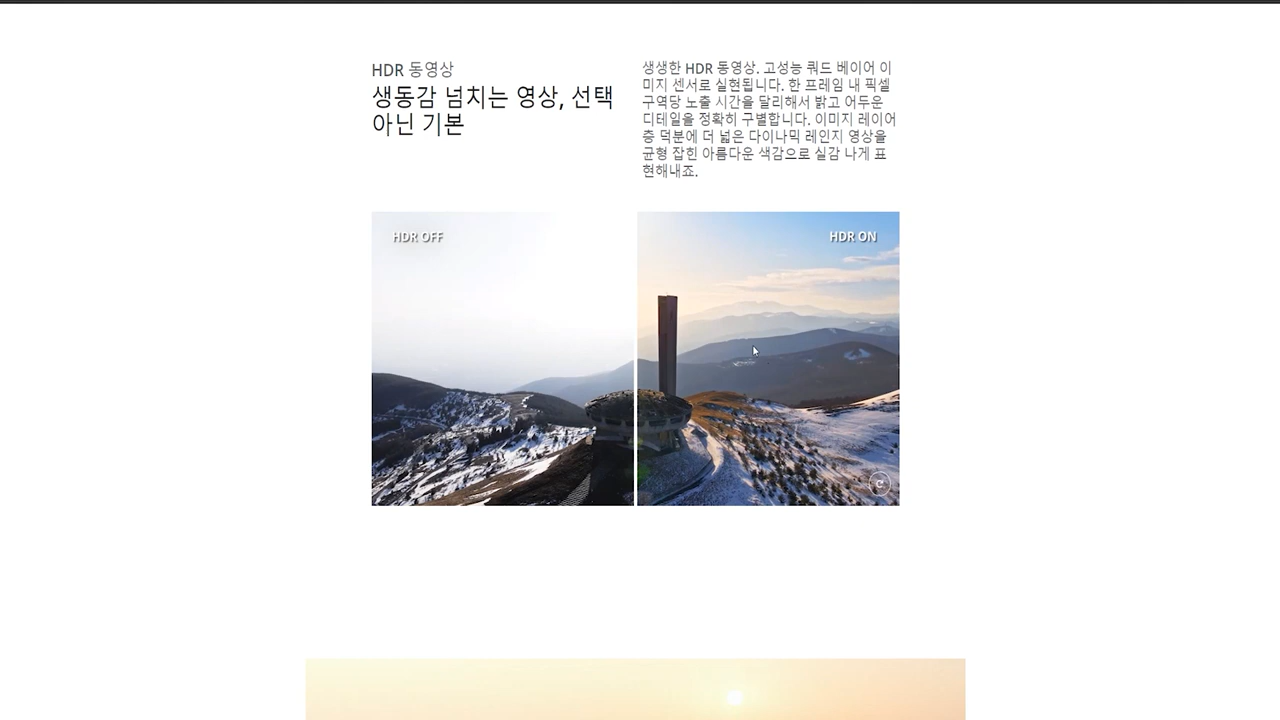 HDR 동영상
생동감 넘치는 영상, 선택
아닌 기본
생생한 HDR 동영상. 고성능 쿼드 베이어 이
미지 센서로 실현됩니다. 한 프레임 내 픽셀
구역당 노출 시간을 달리해서 밝고 어두운
디테일을 정확히 구별합니다. 이미지 레이어
층 덕분에 더 넓은 다이나믹 레인지 영상을
균형 잡힌 아름다운 색감으로 실감 나게 표
현해내죠.
HDR OFF
HDR ON